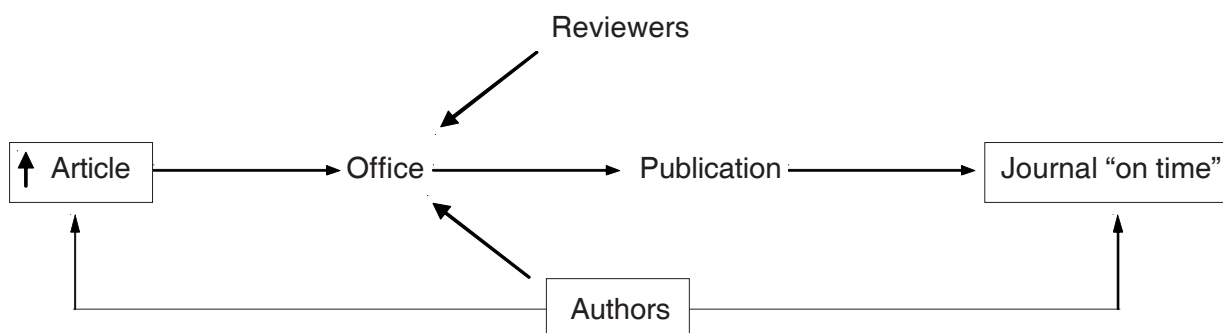 Reviewers
Article
Office
Publication
Journal “on time”
Authors